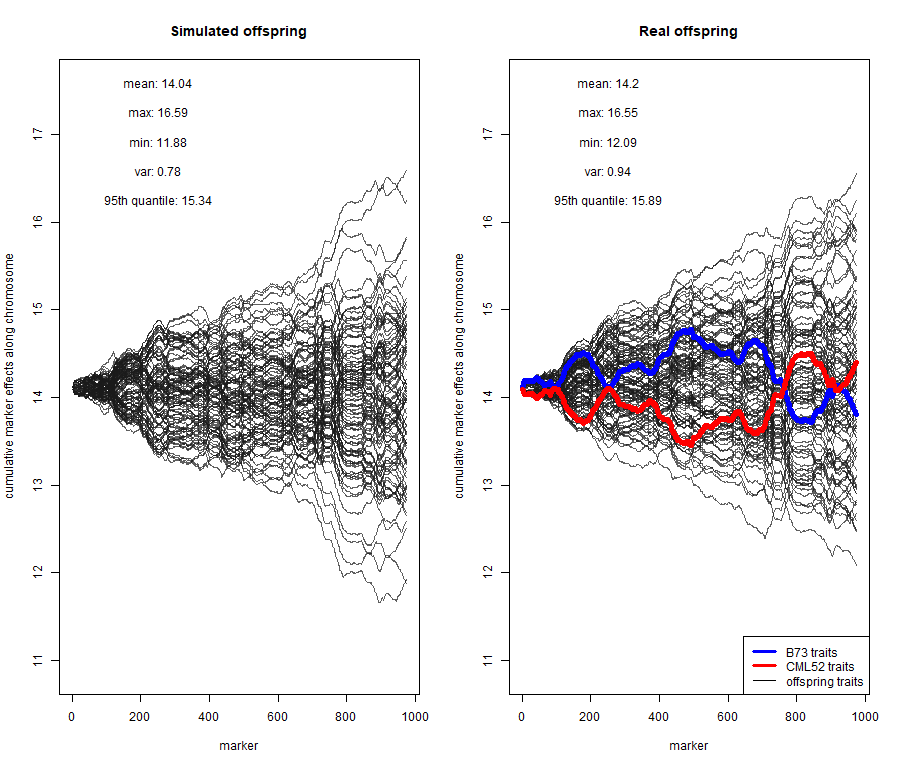 Simulated offspring
mean: 14.04
max: 16.59
min: 11.88
var: 0.78
95th quantile: 15.34
cumulative marker effects along chromosome
17
16
15
14
13
12
11
0 200 400 600 800 1000
marker
Real offspring
mean: 14.2
max: 16.55
min: 12.09
var: 0.94
95th quantile: 15.89
cumulative marker effects along chromosome
17
16
15
14
13
12
11
B73 traits
CML52 traits
offspring traits
0 200 400 600 800 1000
marker